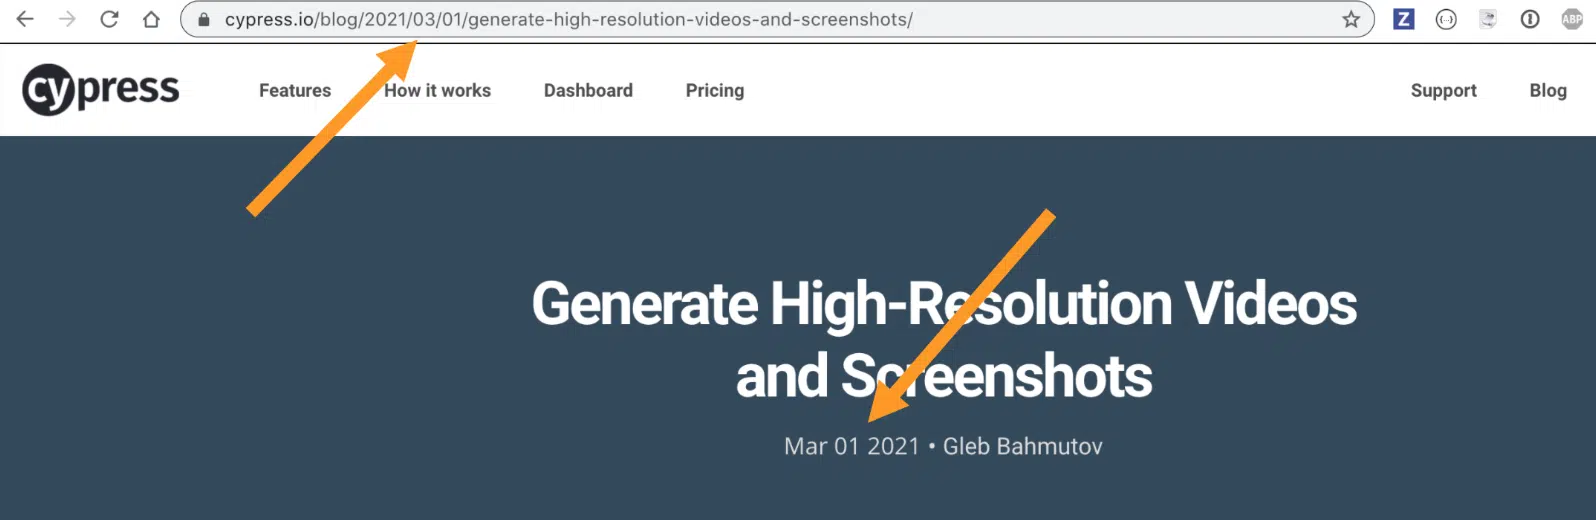 cypress.io/blog/2021/03/01/generate-high-resolution-videos-and-screenshots/
Z
{··}
ABP
cypress
Features How it works Dashboard Pricing Support Blog
Generate High-Resolution Videos
and Screenshots
Mar 01 2021 • Gleb Bahmutov